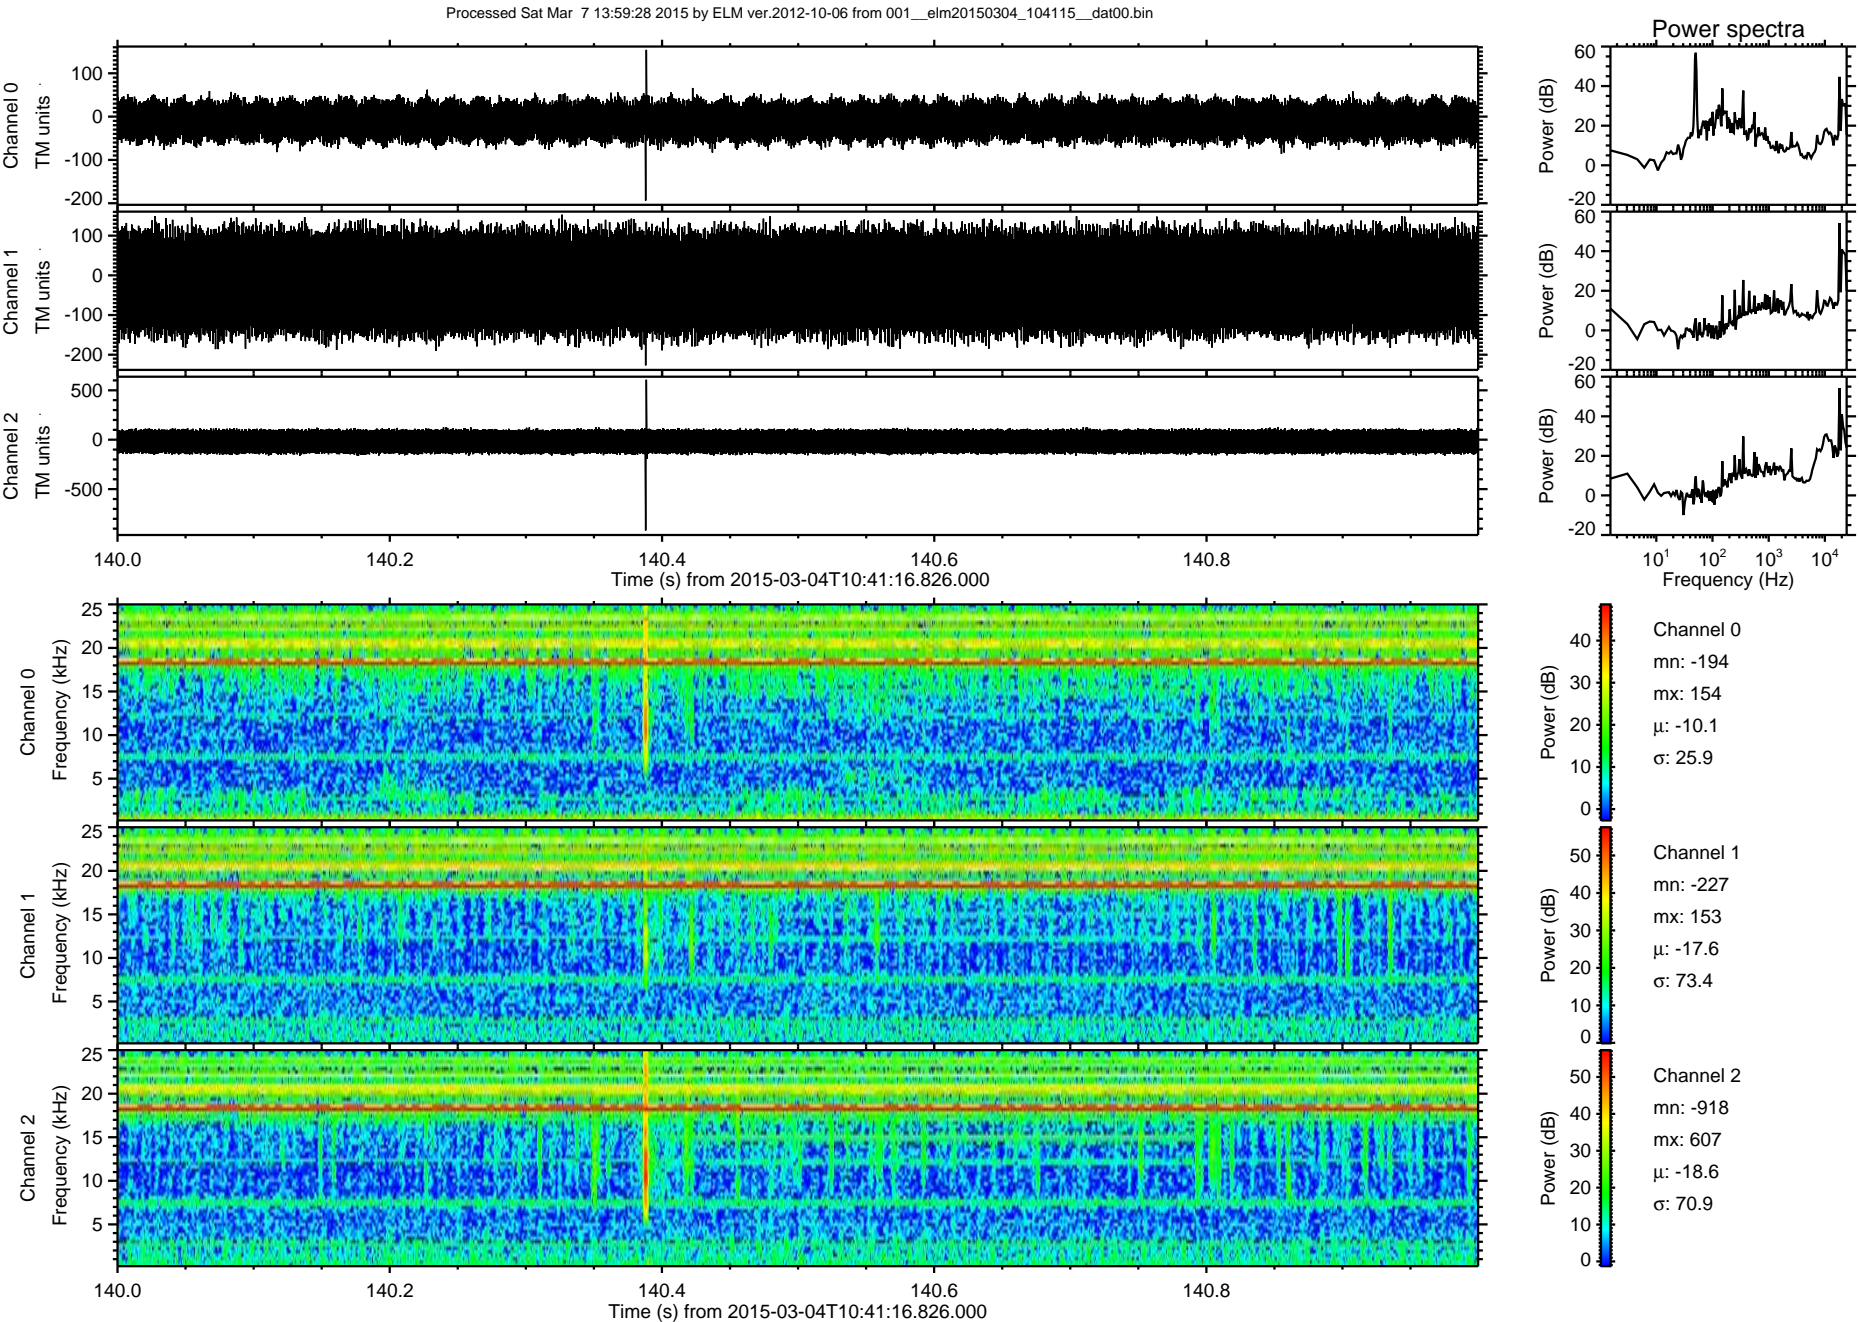 Processed Sat Mar 7 13:59:28 2015 by ELM ver.2012-10-06 from 001__elm20150304_104115__dat00.bin
Power spectra
Channel 0
TM units
100
0
-100
-200
Power (dB)
60
40
20
0
-20
Channel 1
TM units
100
0
-100
-200
Power (dB)
60
40
20
0
-20
Channel 2
TM units
500
0
-500
Power (dB)
60
40
20
0
-20
140.0 140.2 140.4 140.6 140.8
Time (s) from 2015-03-04T10:41:16.826.000
10^1 10^2 10^3 10^4
Frequency (Hz)
Channel 0
Frequency (kHz)
25
20
15
10
5
Power (dB)
40
30
20
10
0
Channel 0
mn: -194
mx: 154
μ: -10.1
σ: 25.9
Channel 1
Frequency (kHz)
25
20
15
10
5
Power (dB)
50
40
30
20
10
0
Channel 1
mn: -227
mx: 153
μ: -17.6
σ: 73.4
Channel 2
Frequency (kHz)
25
20
15
10
5
Power (dB)
50
40
30
20
10
0
Channel 2
mn: -918
mx: 607
μ: -18.6
σ: 70.9
140.0 140.2 140.4 140.6 140.8
Time (s) from 2015-03-04T10:41:16.826.000